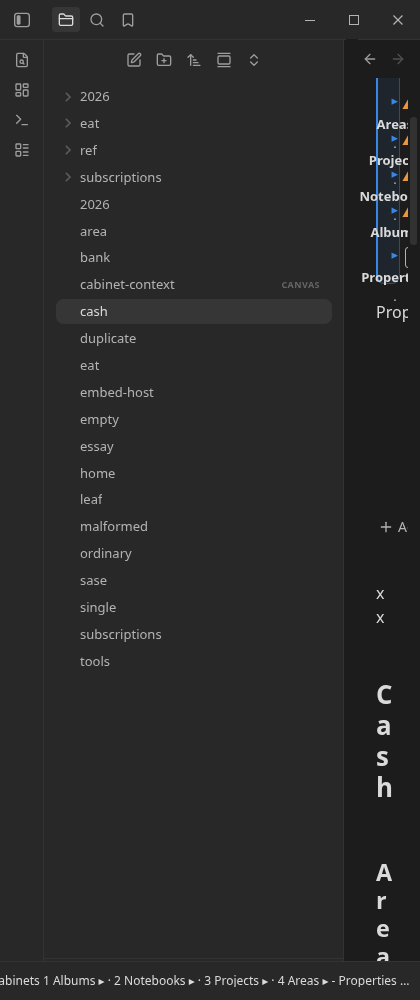 2026
eat
ref
subscriptions
2026
area
bank
cabinet-context CANVAS
cash
duplicate
eat
embed-host
empty
essay
home
leaf
malformed
ordinary
sase
single
subscriptions
tools
Areas
Projec
Notebo
Album
Propert
Prop
A
x
x
C
a
s
h
A
r
e
a
abinets 1 Albums ▸ · 2 Notebooks ▸ · 3 Projects ▸ · 4 Areas ▸ - Properties ...